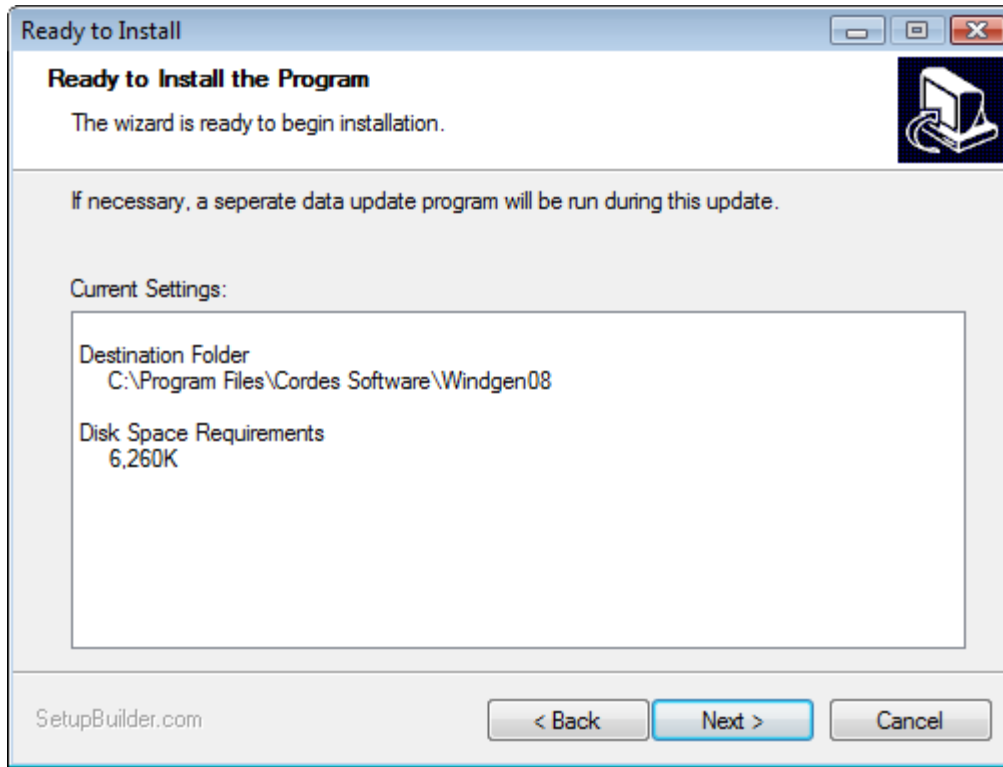 Ready to Install
Ready to Install the Program
The wizard is ready to begin installation.
If necessary, a seperate data update program will be run during this update.
Current Settings:
Destination Folder
C:\Program Files\Cordes Software\Windgen08
Disk Space Requirements
6,260K
SetupBuilder.com
< Back
Next >
Cancel